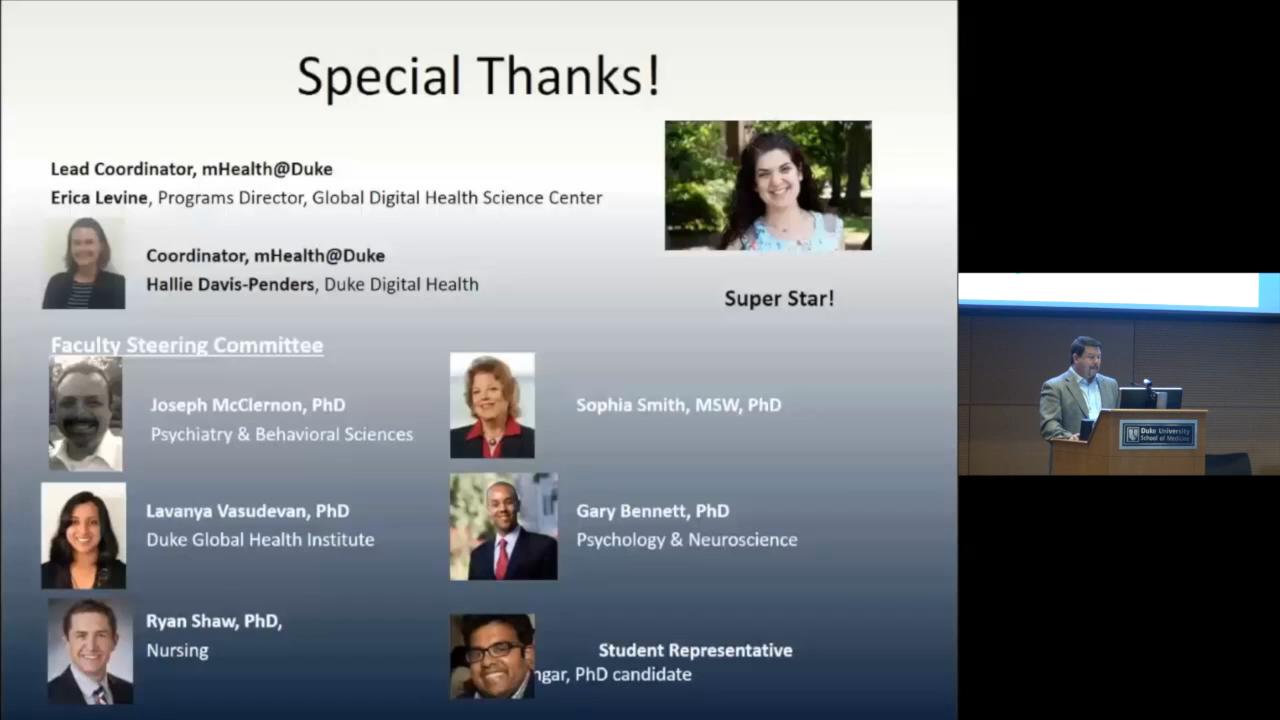 Special Thanks!
Lead Coordinator, mHealth@Duke
Erica Levine, Programs Director, Global Digital Health Science Center
Coordinator, mHealth@Duke
Hallie Davis-Penders, Duke Digital Health
Super Star!
Faculty Steering Committee
Joseph McClernon, PhD
Psychiatry & Behavioral Sciences
Sophia Smith, MSW, PhD
Lavanya Vasudevan, PhD
Duke Global Health Institute
Gary Bennett, PhD
Psychology & Neuroscience
Ryan Shaw, PhD,
Nursing
Student Representative
ngar, PhD candidate
Duke University
School of Medicine